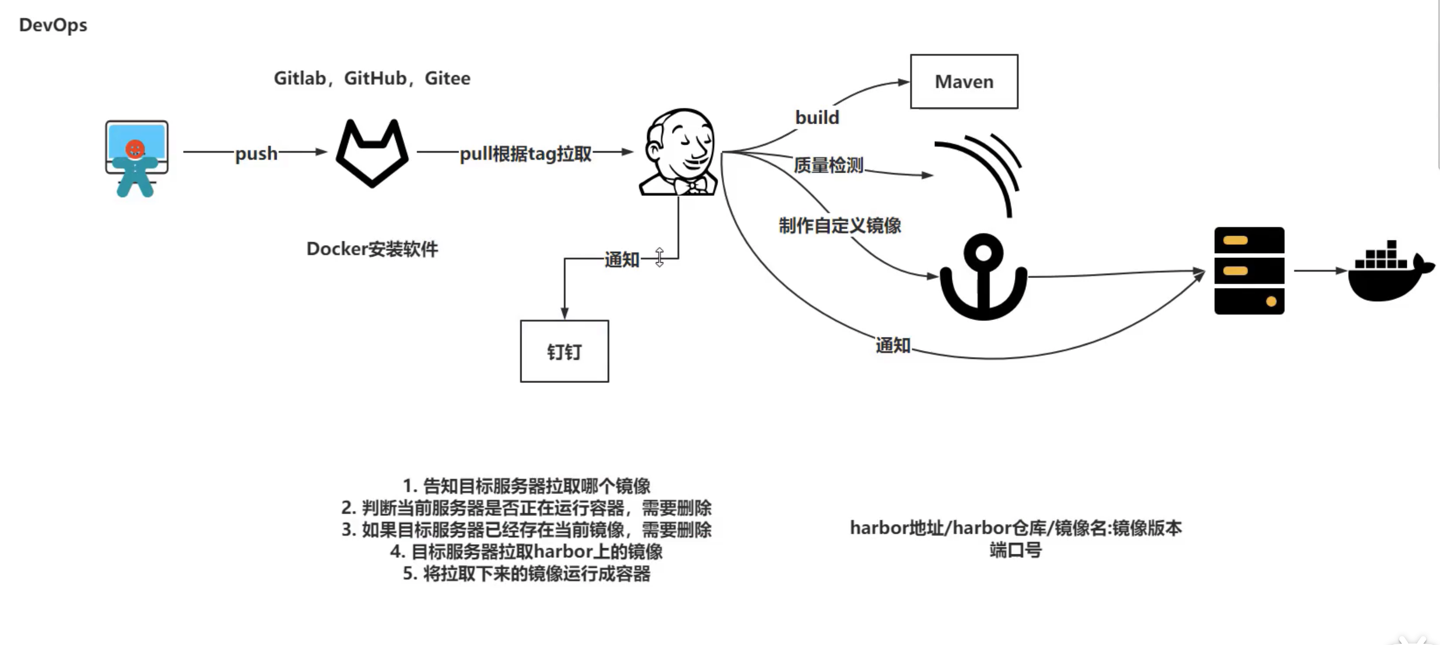 DevOps
Gitlab，GitHub，Gitee
push
pull根据tag拉取
build
Maven
质量检测
制作自定义镜像
Docker安装软件
通知
通知
钉钉
1. 告知目标服务器拉取哪个镜像
2. 判断当前服务器是否正在运行容器，需要删除
3. 如果目标服务器已经存在当前镜像，需要删除
4. 目标服务器拉取harbor上的镜像
5. 将拉取下来的镜像运行成容器
harbor地址/harbor仓库/镜像名:镜像版本
端口号